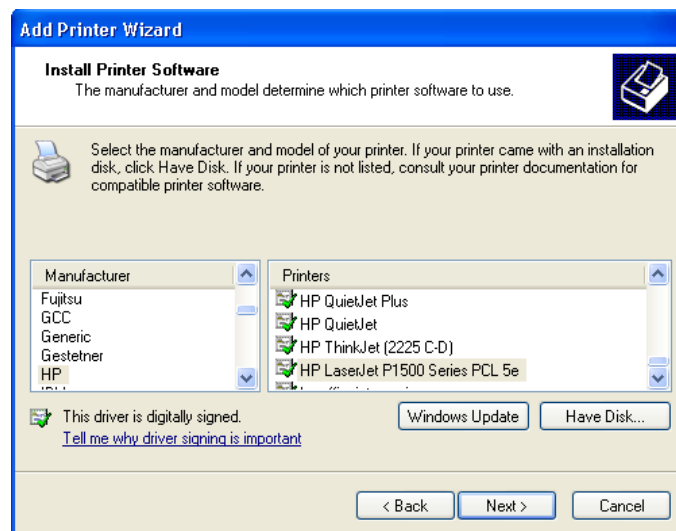 Add Printer Wizard
Install Printer Software
The manufacturer and model determine which printer software to use.
Select the manufacturer and model of your printer. If your printer came with an installation
disk, click Have Disk. If your printer is not listed, consult your printer documentation for
compatible printer software.
Manufacturer
Fujitsu
GCC
Generic
Gestetner
HP
Printers
HP QuietJet Plus
HP QuietJet
HP ThinkJet (2225 C-D)
HP LaserJet P1500 Series PCL 5e
This driver is digitally signed.
Tell me why driver signing is important
Windows Update
Have Disk...
< Back
Next >
Cancel